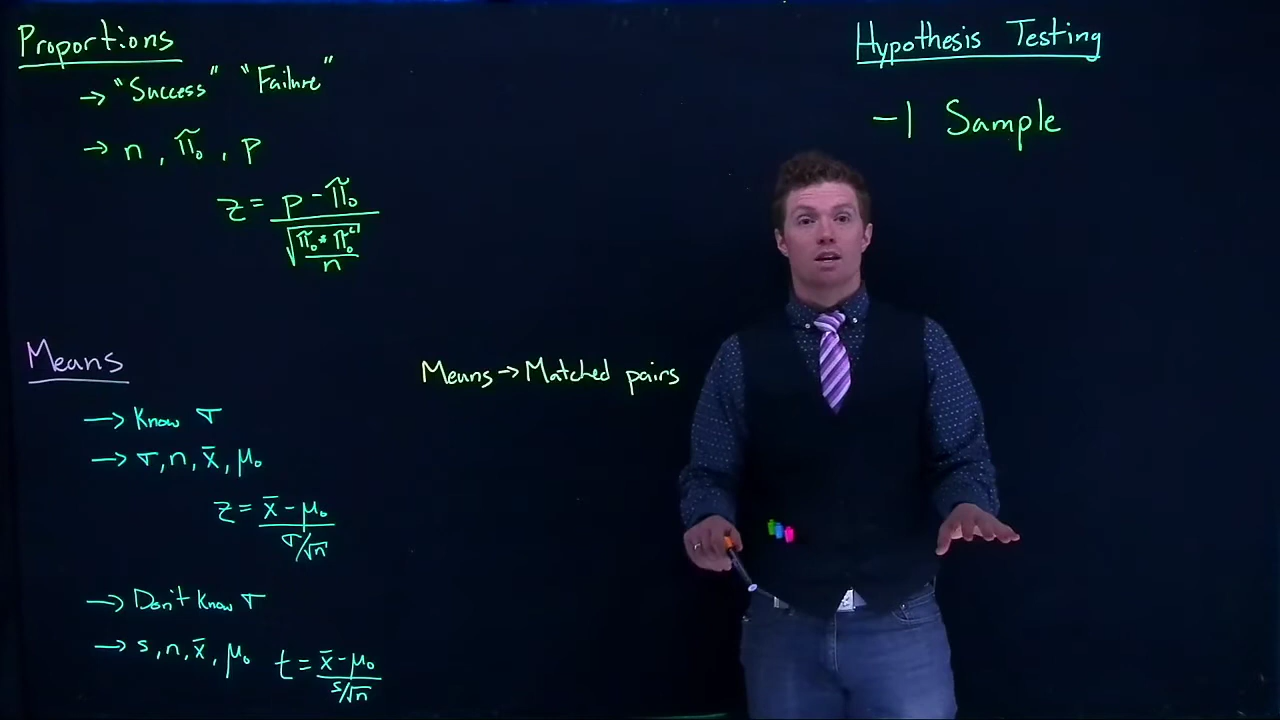 Proportions
→ "Success" "Failure"
→ n, π₀, p
z = (p - π₀) / √(π₀ * π₀ᶜ / n)
Means
→ Know σ
→ σ, n, x̄, μ₀
z = (x̄ - μ₀) / (σ/√n)
→ Don't Know σ
→ s, n, x̄, μ₀ t = (x̄ - μ₀) / (s/√n)
Means → Matched pairs
Hypothesis Testing
-1 Sample